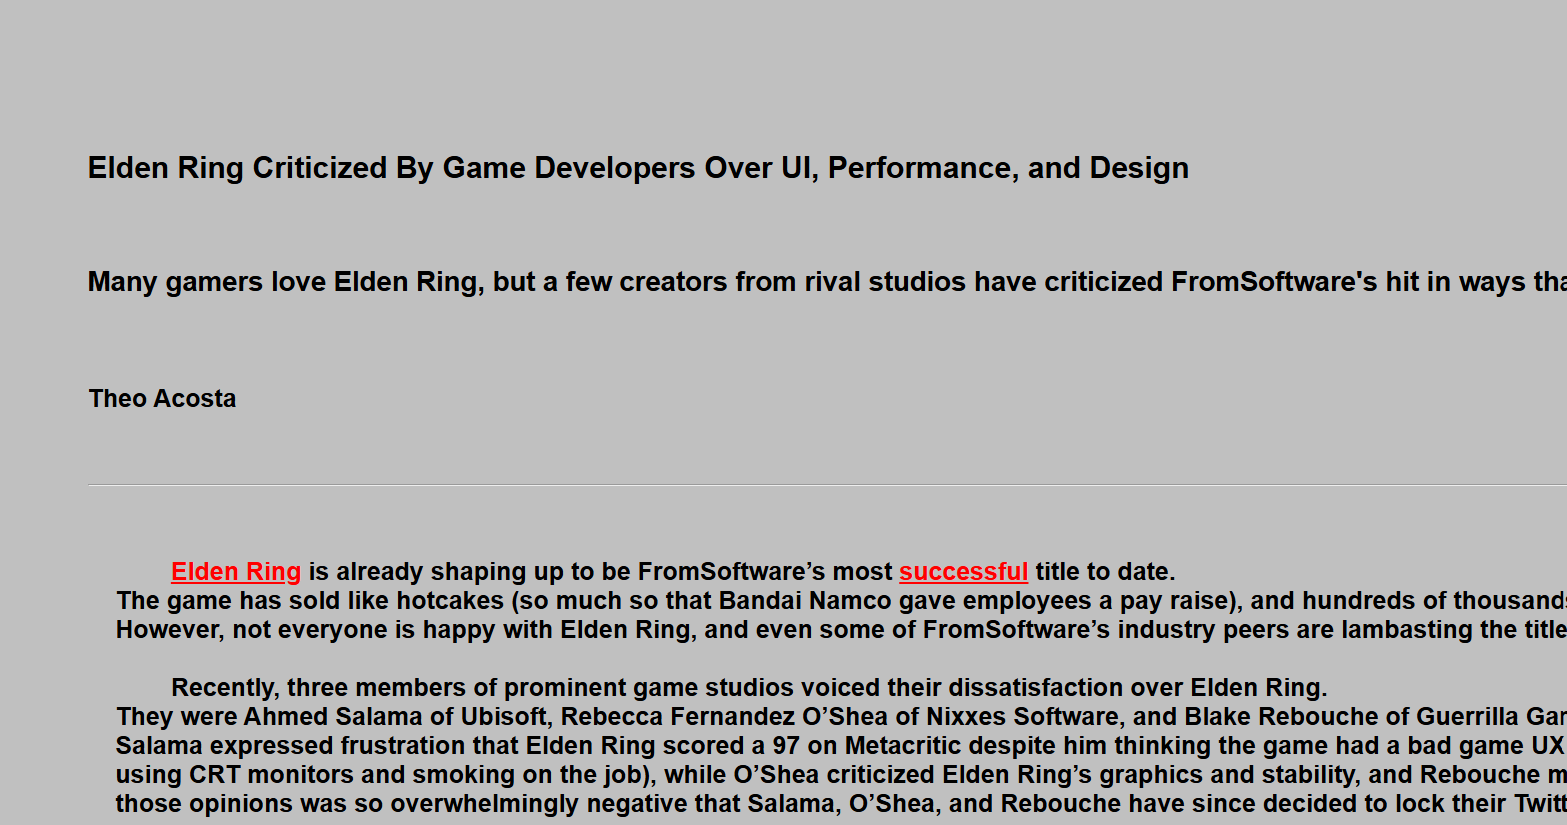 Elden Ring Criticized By Game Developers Over UI, Performance, and Design
Many gamers love Elden Ring, but a few creators from rival studios have criticized FromSoftware's hit in ways
Theo Acosta
Elden Ring is already shaping up to be FromSoftware’s most successful title to date.
The game has sold like hotcakes (so much so that Bandai Namco gave employees a pay raise), and hundreds of thousands
However, not everyone is happy with Elden Ring, and even some of FromSoftware’s industry peers are lambasting the title
Recently, three members of prominent game studios voiced their dissatisfaction over Elden Ring.
They were Ahmed Salama of Ubisoft, Rebecca Fernandez O’Shea of Nixxes Software, and Blake Rebouche of Guerrilla
Salama expressed frustration that Elden Ring scored a 97 on Metacritic despite him thinking the game had a bad game UX
using CRT monitors and smoking on the job), while O’Shea criticized Elden Ring’s graphics and stability, and Rebouche
those opinions was so overwhelmingly negative that Salama, O’Shea, and Rebouche have since decided to lock their